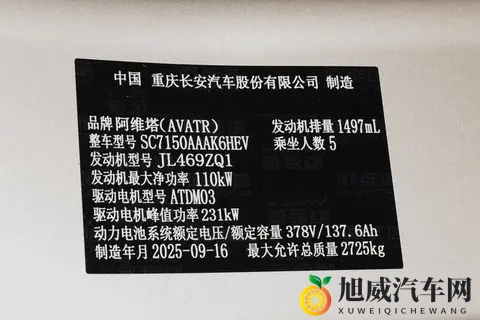 中国 重庆长安汽车股份有限公司 制造
品牌 阿维塔(AVATR) 发动机排量 1497mL
整车型号 SC7150AAAK6HEV 乘坐人数 5
发动机型号 JL469ZQ1
发动机最大净功率 110kW
驱动电机型号 ATDM03
驱动电机峰值功率 231kW
动力电池系统额定电压/额定容量 378V/137.6Ah
制造年月 2025-09-16 最大允许总质量 2725kg
旭威汽车网
XUWEIQICHEWANG